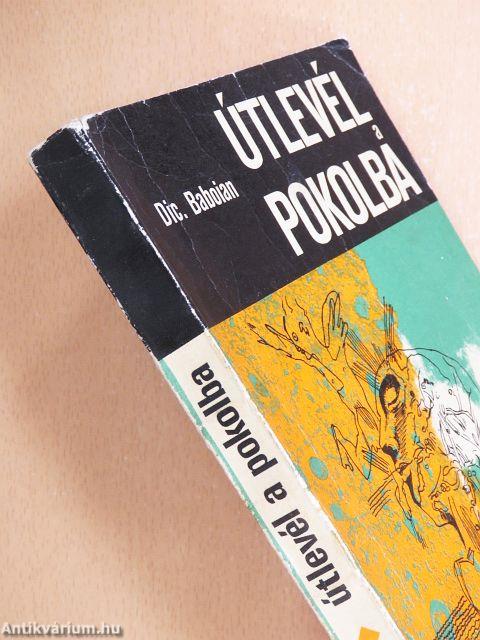 ÚTLEVÉL
a
POKOLBA
Dic. Baboian
útlevél a pokolba
Antikvárium.hu